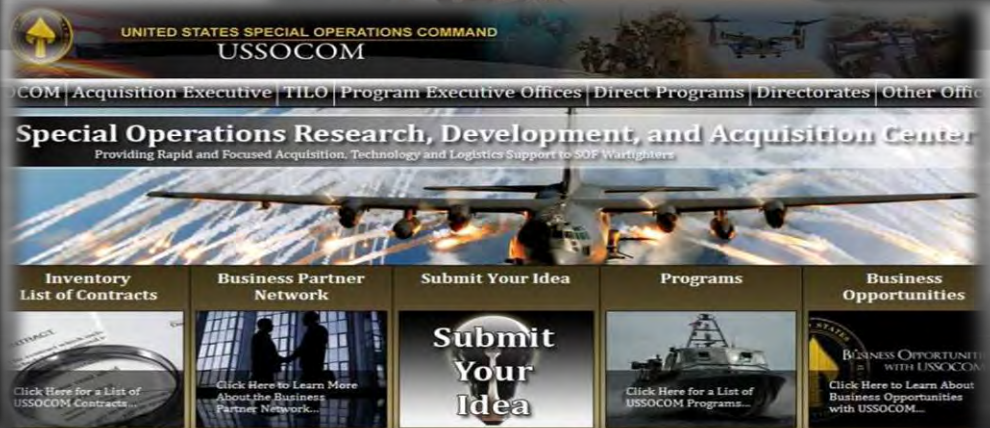 UNITED STATES SPECIAL OPERATIONS COMMAND
USSOCOM
OCOM | Acquisition Executive | TILO | Program Executive Offices | Direct Programs | Directorates | Other Offic
Special Operations Research, Development, and Acquisition Center
Providing Rapid and Focused Acquisition, Technology and Logistics Support to SOF Warfighters
Inventory
List of Contracts
Click Here for a List of
USSOCOM Contracts...
Business Partner
Network
Click Here to Learn More
About the Business
Partner Network...
Submit Your Idea
Submit
Your
Idea
Programs
Click Here for a List of
USSOCOM Programs...
Business
Opportunities
BUSINESS OPPORTUNITI
WITH USSOCOM
Click Here to Learn About
Business Opportunities
with USSOCOM...